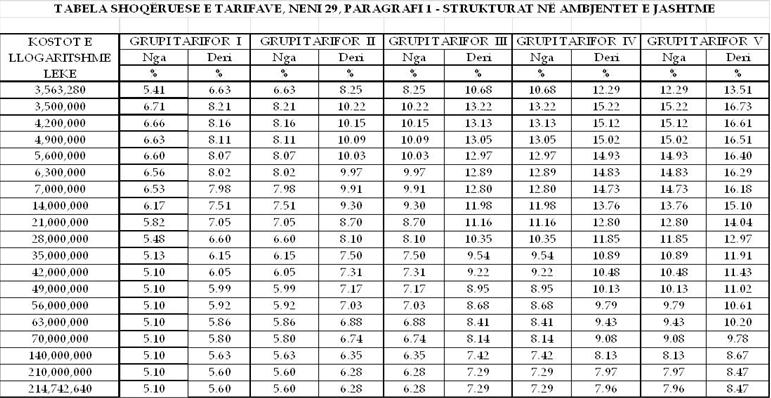 TABELA SHOQËRUESE E TARIFAVE, NENI 29, PARAGRAFI 1 - STRUKTURAT NË AMBJENTET E JASHTME
KOSTOT E LLOGARITSHME LEKE GRUPI TARIFOR I GRUPI TARIFOR II GRUPI TARIFOR III GRUPI TARIFOR IV GRUPI TARIFOR V
Nga Deri Nga Deri Nga Deri Nga Deri Nga Deri
% % % % % % % % % %
3,563,280 5.41 6.63 6.63 8.25 8.25 10.68 10.68 12.29 12.29 13.51
3,500,000 6.71 8.21 8.21 10.22 10.22 13.22 13.22 15.22 15.22 16.73
4,200,000 6.66 8.16 8.16 10.15 10.15 13.13 13.13 15.12 15.12 16.61
4,900,000 6.63 8.11 8.11 10.09 10.09 13.05 13.05 15.02 15.02 16.51
5,600,000 6.60 8.07 8.07 10.03 10.03 12.97 12.97 14.93 14.93 16.40
6,300,000 6.56 8.02 8.02 9.97 9.97 12.89 12.89 14.83 14.83 16.29
7,000,000 6.53 7.98 7.98 9.91 9.91 12.80 12.80 14.73 14.73 16.18
14,000,000 6.17 7.51 7.51 9.30 9.30 11.98 11.98 13.76 13.76 15.10
21,000,000 5.82 7.05 7.05 8.70 8.70 11.16 11.16 12.80 12.80 14.04
28,000,000 5.48 6.60 6.60 8.10 8.10 10.35 10.35 11.85 11.85 12.97
35,000,000 5.13 6.15 6.15 7.50 7.50 9.54 9.54 10.89 10.89 11.91
42,000,000 5.10 6.05 6.05 7.31 7.31 9.22 9.22 10.48 10.48 11.43
49,000,000 5.10 5.99 5.99 7.17 7.17 8.95 8.95 10.13 10.13 11.02
56,000,000 5.10 5.92 5.92 7.03 7.03 8.68 8.68 9.79 9.79 10.61
63,000,000 5.10 5.86 5.86 6.88 6.88 8.41 8.41 9.43 9.43 10.20
70,000,000 5.10 5.80 5.80 6.74 6.74 8.14 8.14 9.08 9.08 9.78
140,000,000 5.10 5.63 5.63 6.35 6.35 7.42 7.42 8.13 8.13 8.67
210,000,000 5.10 5.60 5.60 6.28 6.28 7.29 7.29 7.97 7.97 8.47
214,742,640 5.10 5.60 5.60 6.28 6.28 7.29 7.29 7.96 7.96 8.47